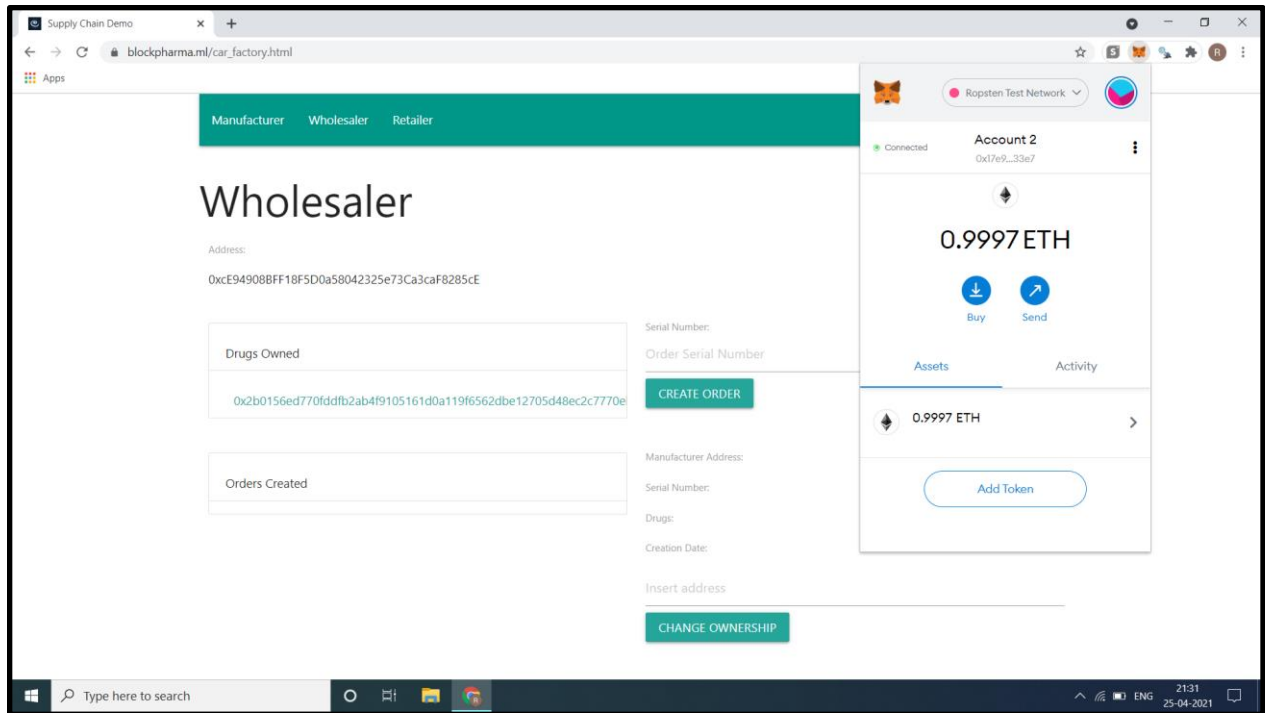 Supply Chain Demo
blockpharma.ml/car_factory.html
Apps
Manufacturer Wholesaler Retailer
Wholesaler
Address:
0xcE94908BFF18F5D0a58042325e73Ca3caF8285cE
Drugs Owned
0x2b0156ed770fddfb2ab4f9105161d0a119f6562dbe12705d48ec2c7770e
Orders Created
Serial Number:
Order Serial Number
CREATE ORDER
Manufacturer Address:
Serial Number:
Drugs:
Creation Date:
Insert address
CHANGE OWNERSHIP
Ropsten Test Network
Connected
Account 2
0x17e9...33e7
0.9997 ETH
Buy Send
Assets Activity
0.9997 ETH
Add Token
Type here to search
ENG
21:31
25-04-2021
S
R